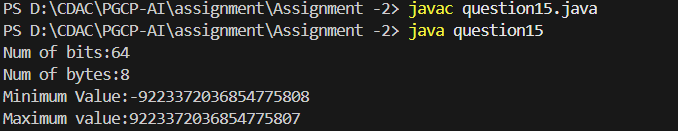 PS D:\CDAC\PGCP-AI\assignment\Assignment -2> javac question15.java
PS D:\CDAC\PGCP-AI\assignment\Assignment -2> java question15
Num of bits:64
Num of bytes:8
Minimum Value:-9223372036854775808
Maximum value:9223372036854775807